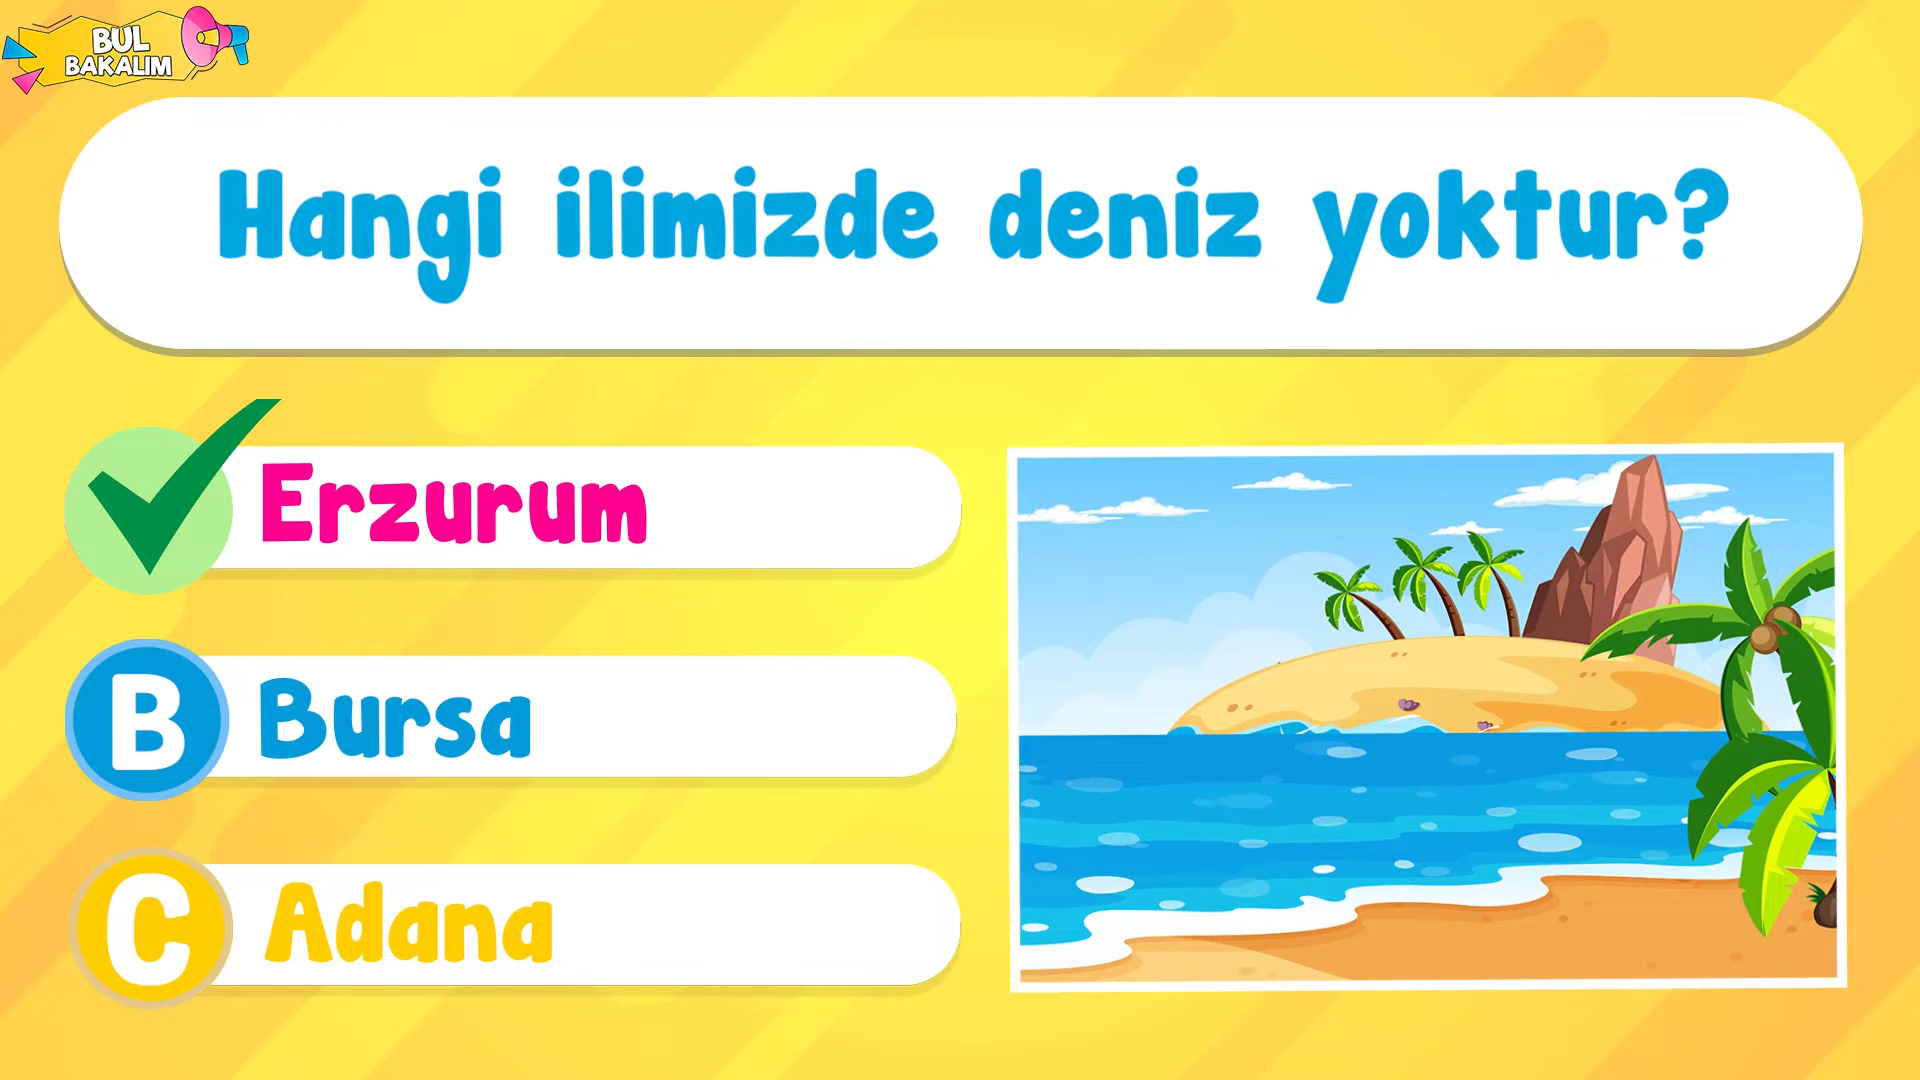 BUL
BAKALIM
Hangi ilimizde deniz yoktur?
Erzurum
B Bursa
C Adana